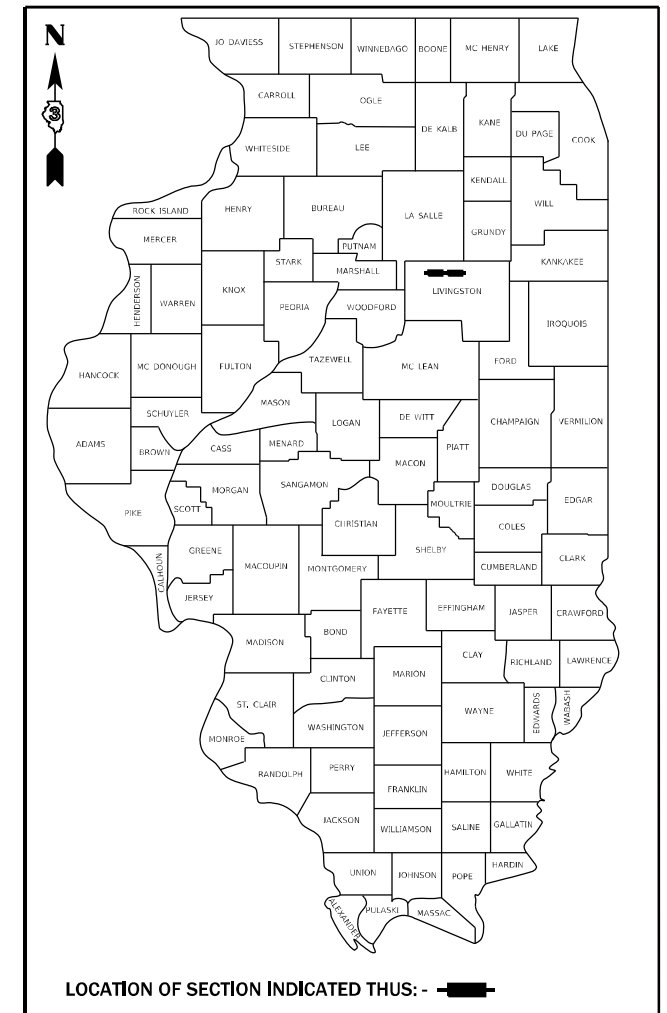 N
3
JO DAVIESS STEPHENSON WINNEBAGO BOONE MC HENRY LAKE
CARROLL OGLE DE KALB KANE DU PAGE COOK
WHITESIDE LEE KENDALL WILL
ROCK ISLAND HENRY BUREAU LA SALLE GRUNDY
MERCER PUTNAM KANKAKEE
HENDERSON WARREN KNOX STARK MARSHALL LIVINGSTON
PEORIA WOODFORD IROQUOIS
HANCOCK MC DONOUGH FULTON TAZEWELL MC LEAN FORD
SCHUYLER MASON LOGAN DE WITT CHAMPAIGN VERMILION
ADAMS BROWN CASS MENARD PIATT
MACON
PIKE SCOTT MORGAN SANGAMON MOULTRIE DOUGLAS EDGAR
CHRISTIAN COLES
CALHOUN GREENE MACOUPIN MONTGOMERY SHELBY CUMBERLAND CLARK
JERSEY FAYETTE EFFINGHAM JASPER CRAWFORD
MADISON BOND
CLAY RICHLAND LAWRENCE
CLINTON MARION
ST. CLAIR WAYNE EDWARDS WABASH
MONROE WASHINGTON JEFFERSON
RANDOLPH PERRY HAMILTON WHITE
FRANKLIN
JACKSON WILLIAMSON SALINE GALLATIN
UNION JOHNSON POPE HARDIN
ALEXANDER PULASKI MASSAC
LOCATION OF SECTION INDICATED THUS: -